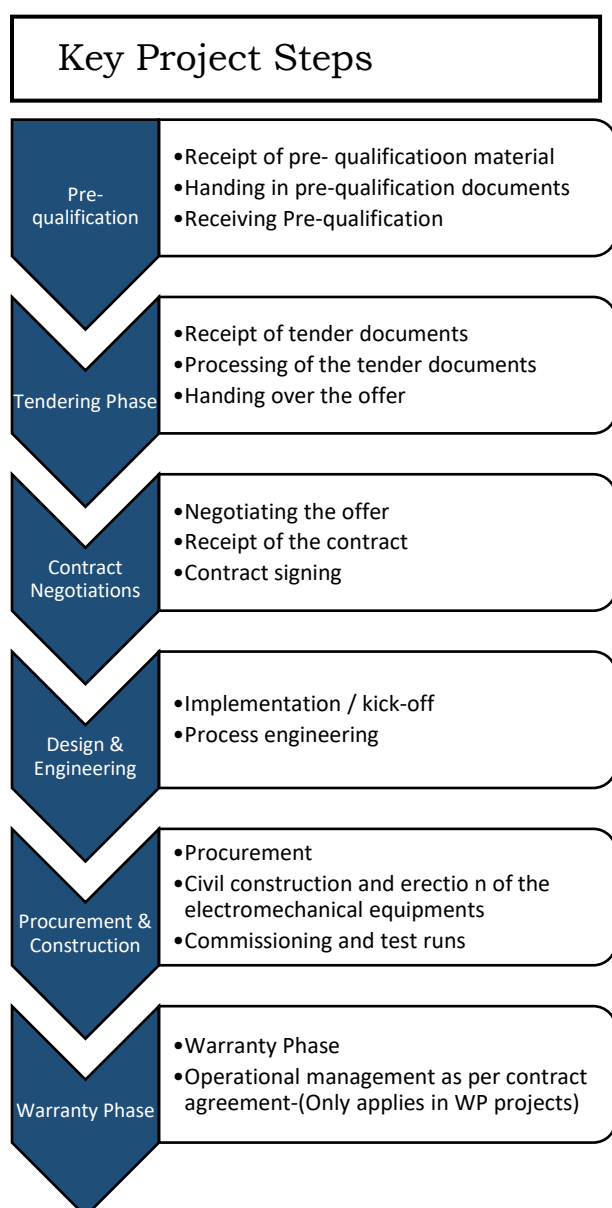 Key Project Steps
Pre-
qualification
•Receipt of pre- qualificatioon material
•Handing in pre-qualification documents
•Receiving Pre-qualification
Tendering Phase
•Receipt of tender documents
•Processing of the tender documents
•Handing over the offer
Contract
Negotiations
•Negotiating the offer
•Receipt of the contract
•Contract signing
Design &
Engineering
•Implementation / kick-off
•Process engineering
Procurement &
Construction
•Procurement
•Civil construction and erectio n of the
electromechanical equipments
•Commissioning and test runs
Warranty Phase
•Warranty Phase
•Operational management as per contract
agreement-(Only applies in WP projects)